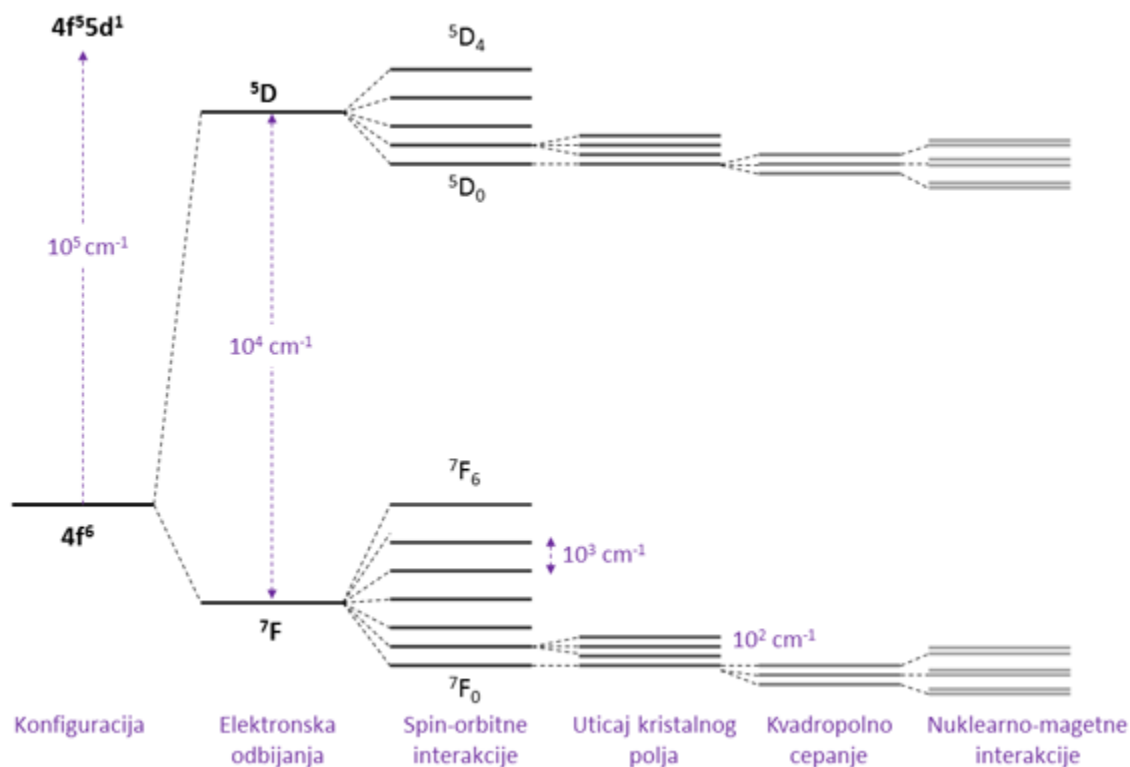 4f⁵5d¹
⁵D₄
⁵D
⁵D₀
10⁵ cm⁻¹
10⁴ cm⁻¹
⁷F₆
4f⁶
10³ cm⁻¹
⁷F
10² cm⁻¹
⁷F₀
Konfiguracija
Elektronska
odbijanja
Spin-orbitne
interakcije
Uticaj kristalnog
polja
Kvadropolno
cepanje
Nuklearno-magetne
interakcije